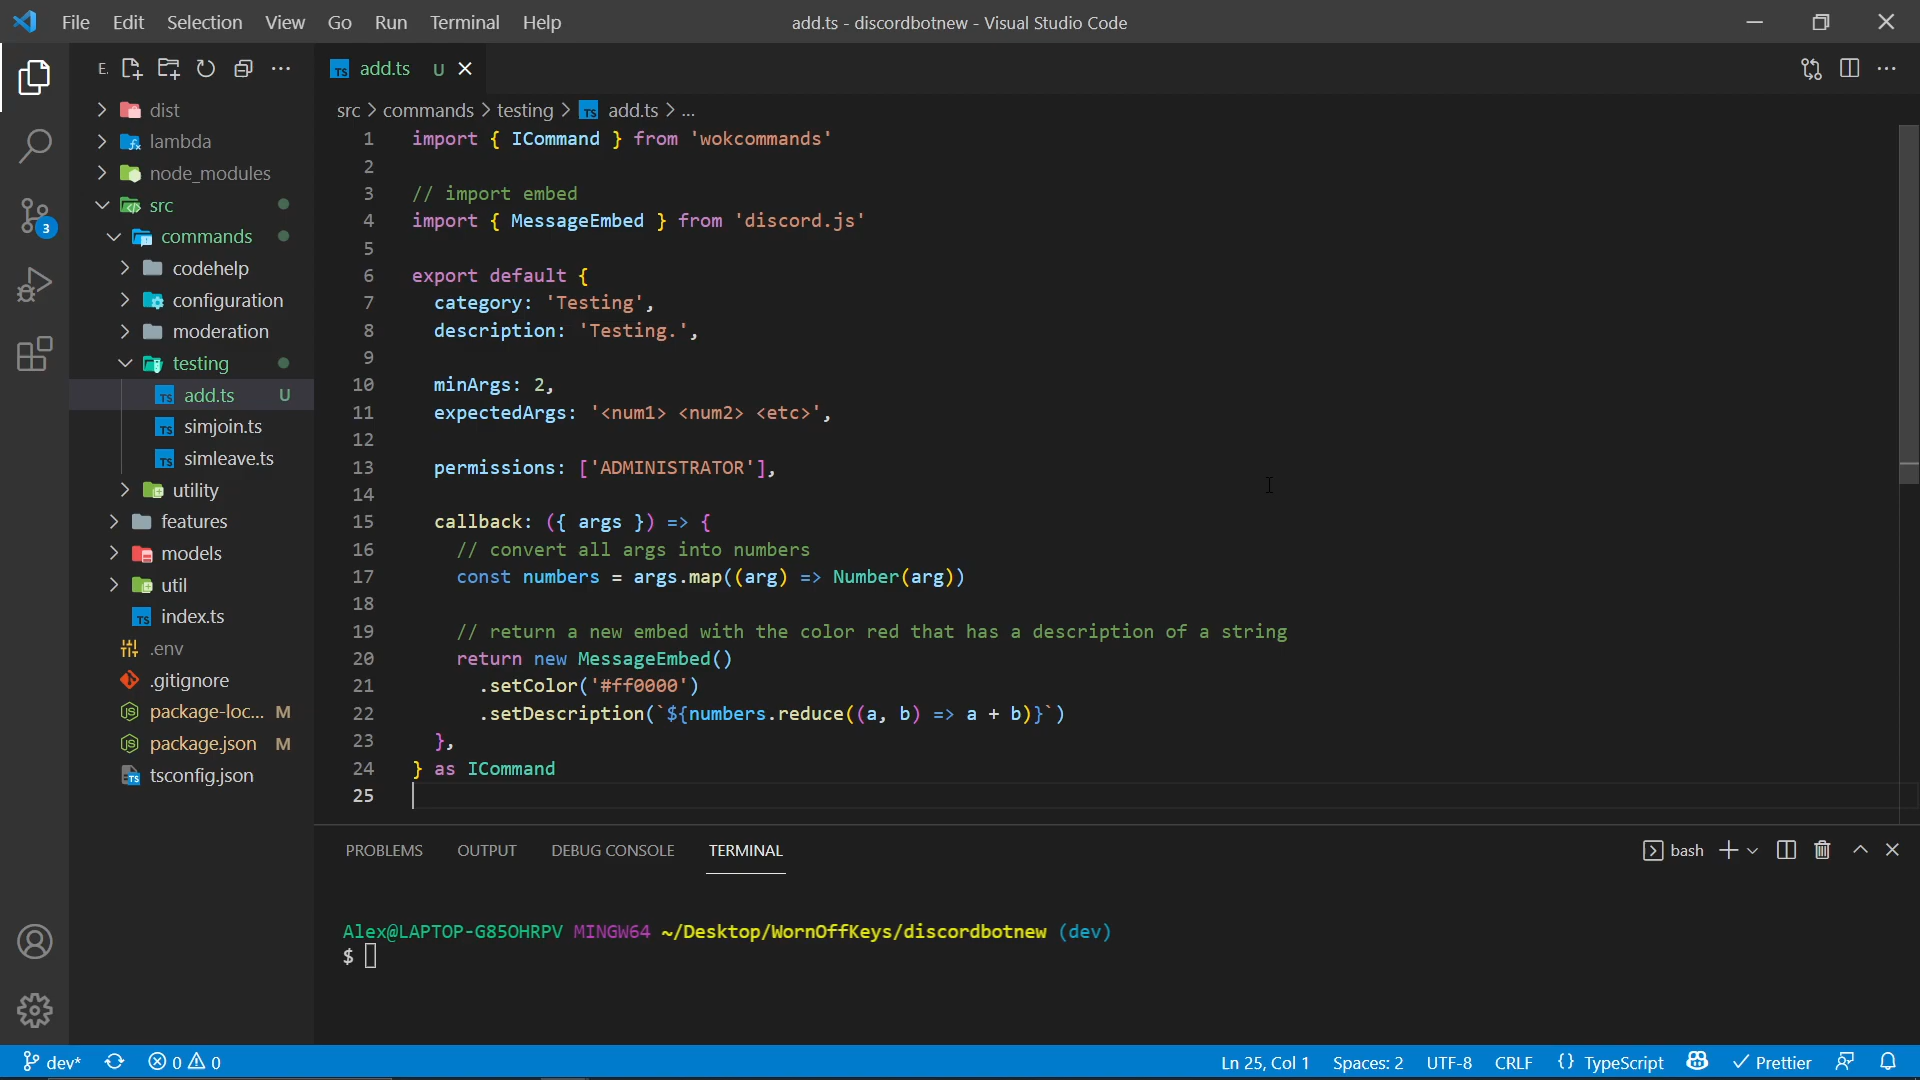 File Edit Selection View Go Run Terminal Help
add.ts - discordbotnew - Visual Studio Code
E.
add.ts U
dist
lambda
node_modules
src
commands
codehelp
configuration
moderation
testing
add.ts U
simjoin.ts
simleave.ts
utility
features
models
util
index.ts
.env
.gitignore
package-loc... M
package.json M
tsconfig.json
3
src > commands > testing > TS add.ts > ...
1 import { ICommand } from 'wokcommands'
2
3 // import embed
4 import { MessageEmbed } from 'discord.js'
5
6 export default {
7 category: 'Testing',
8 description: 'Testing.',
9
10 minArgs: 2,
11 expectedArgs: '<num1> <num2> <etc>',
12
13 permissions: ['ADMINISTRATOR'],
14
15 callback: ({ args }) => {
16 // convert all args into numbers
17 const numbers = args.map((arg) => Number(arg))
18
19 // return a new embed with the color red that has a description of a string
20 return new MessageEmbed()
21 .setColor('#ff0000')
22 .setDescription(`${numbers.reduce((a, b) => a + b)}`)
23 },
24 } as ICommand
25
PROBLEMS OUTPUT DEBUG CONSOLE TERMINAL
bash
Alex@LAPTOP-G85OHRPV MINGW64 ~/Desktop/WornOffKeys/discordbotnew (dev)
$
dev* 0 0
Ln 25, Col 1 Spaces: 2 UTF-8 CRLF {} TypeScript Prettier